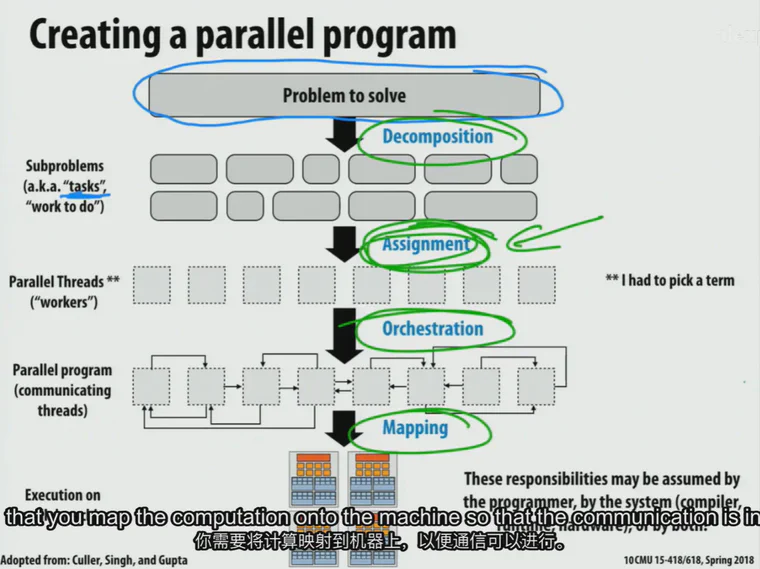 Creating a parallel program
Problem to solve
Decomposition
Subproblems
(a.k.a. “tasks”,
“work to do”)
Assignment
Parallel Threads **
(“workers”)
** I had to pick a term
Orchestration
Parallel program
(communicating
threads)
Mapping
Execution on
These responsibilities may be assumed by
the programmer, by the system (compiler,
hardware), or by both.
that you map the computation onto the machine so that the communication is in
你需要将计算映射到机器上，以便通信可以进行。
Adopted from: Culler, Singh, and Gupta
10CMU 15-418/618, Spring 2018